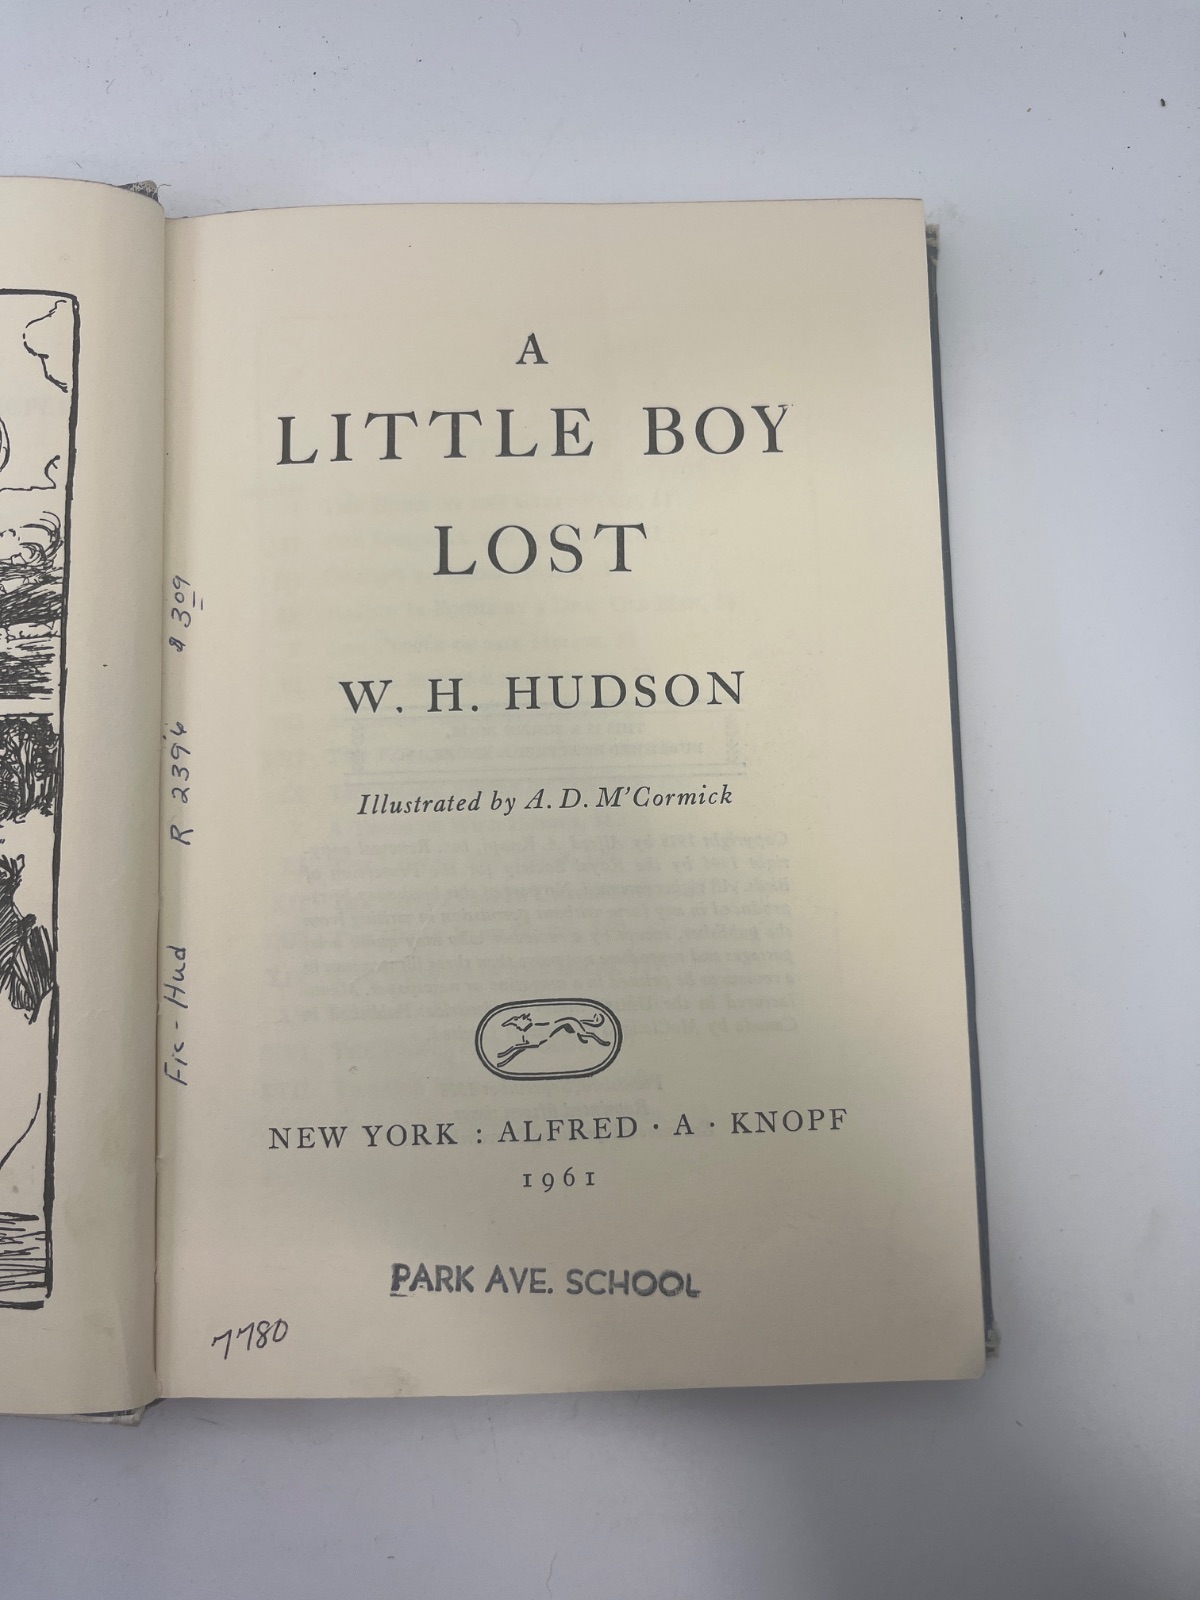 A
LITTLE BOY
LOST
W. H. HUDSON
Illustrated by A. D. M'Cormick
NEW YORK : ALFRED · A · KNOPF
1961
PARK AVE. SCHOOL
7780
Fic - Hud R 2394 $3.09